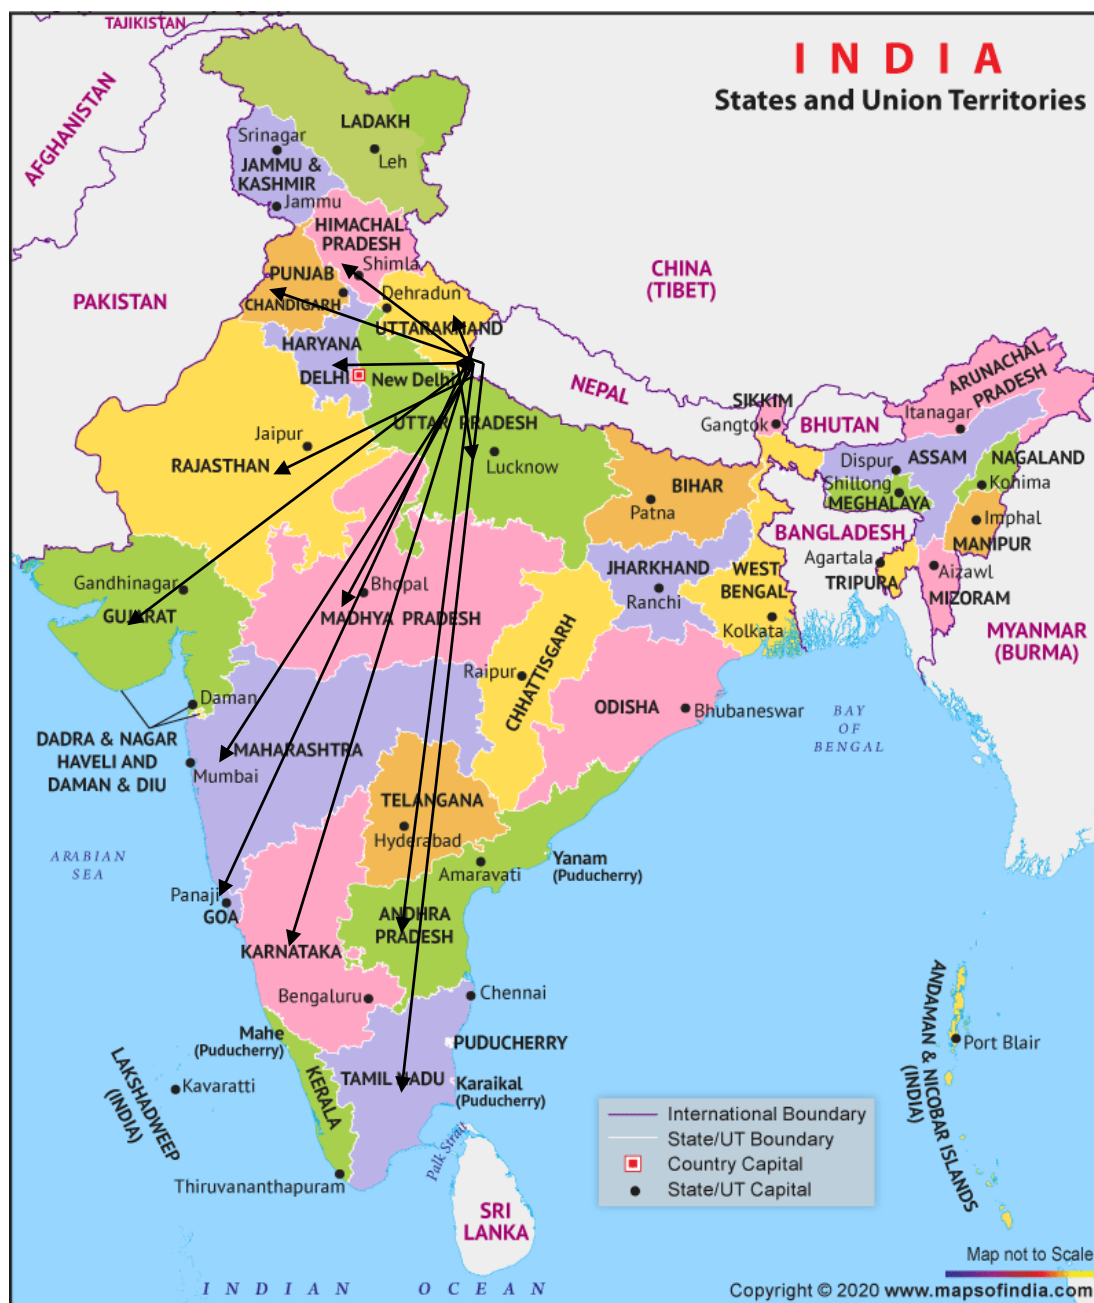 TAJIKISTAN
I N D I A
States and Union Territories
AFGHANISTAN
LADAKH
Srinagar
Leh
JAMMU &
KASHMIR
Jammu
HIMACHAL
PRADESH
Shimla
PUNJAB
CHANDIGARH
Dehradun
UTTARAKHAND
CHINA
(TIBET)
PAKISTAN
HARYANA
DELHI
New Delhi
NEPAL
SIKKIM
Gangtok
BHUTAN
ARUNACHAL
PRADESH
Itanagar
UTTAR PRADESH
Lucknow
Jaipur
RAJASTHAN
BIHAR
Patna
Dispur
ASSAM
NAGALAND
Shillong
Kohima
MEGHALAYA
Imphal
MANIPUR
BANGLADESH
Agartala
TRIPURA
Aizawl
MIZORAM
MYANMAR
(BURMA)
Gandhinagar
GUJARAT
Bhopal
MADHYA PRADESH
JHARKHAND
Ranchi
WEST
BENGAL
Kolkata
CHHATTISGARH
Raipur
ODISHA
Bhubaneswar
BAY
OF
BENGAL
Daman
DADRA & NAGAR
HAVELI AND
DAMAN & DIU
MAHARASHTRA
Mumbai
TELANGANA
Hyderabad
ARABIAN
SEA
Amaravati
Yanam
(Puducherry)
Panaji
GOA
ANDHRA
PRADESH
KARNATAKA
Bengaluru
Chennai
Mahe
(Puducherry)
PUDUCHERRY
KERALA
TAMIL NADU
Karaikal
(Puducherry)
LAKSHADWEEP
(INDIA)
Kavaratti
ANDAMAN & NICOBAR ISLANDS
(INDIA)
Port Blair
Palk Strait
Thiruvananthapuram
SRI
LANKA
International Boundary
State/UT Boundary
Country Capital
State/UT Capital
I N D I A N O C E A N
Map not to Scale
Copyright © 2020 www.mapsofindia.com